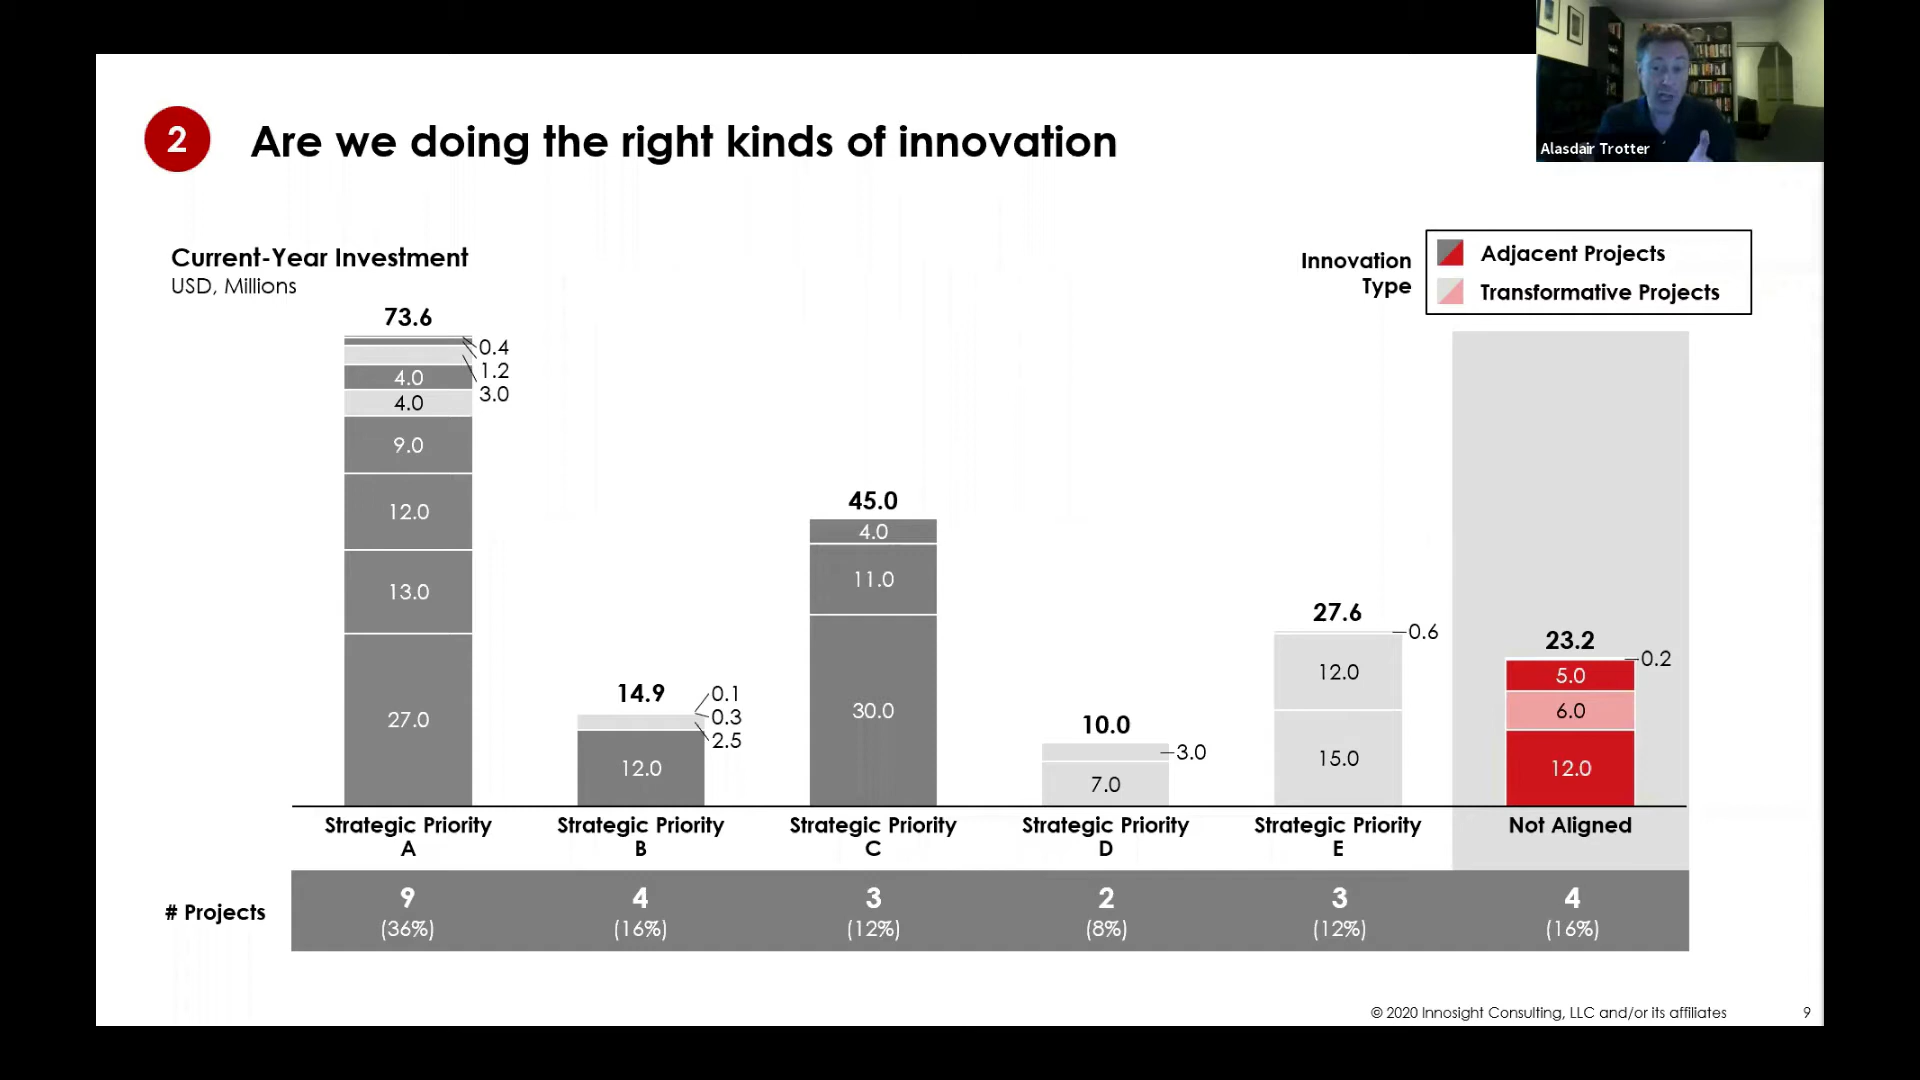 Alasdair Trotter
2
Are we doing the right kinds of innovation
Current-Year Investment
USD, Millions
Innovation
Type
Adjacent Projects
Transformative Projects
73.6
0.4
1.2
3.0
4.0
4.0
9.0
12.0
13.0
27.0
14.9
0.1
0.3
2.5
12.0
45.0
4.0
11.0
30.0
10.0
3.0
7.0
27.6
0.6
12.0
15.0
23.2
0.2
5.0
6.0
12.0
Strategic Priority
A
Strategic Priority
B
Strategic Priority
C
Strategic Priority
D
Strategic Priority
E
Not Aligned
# Projects
9
(36%)
4
(16%)
3
(12%)
2
(8%)
3
(12%)
4
(16%)
© 2020 Innosight Consulting, LLC and/or its affiliates
9